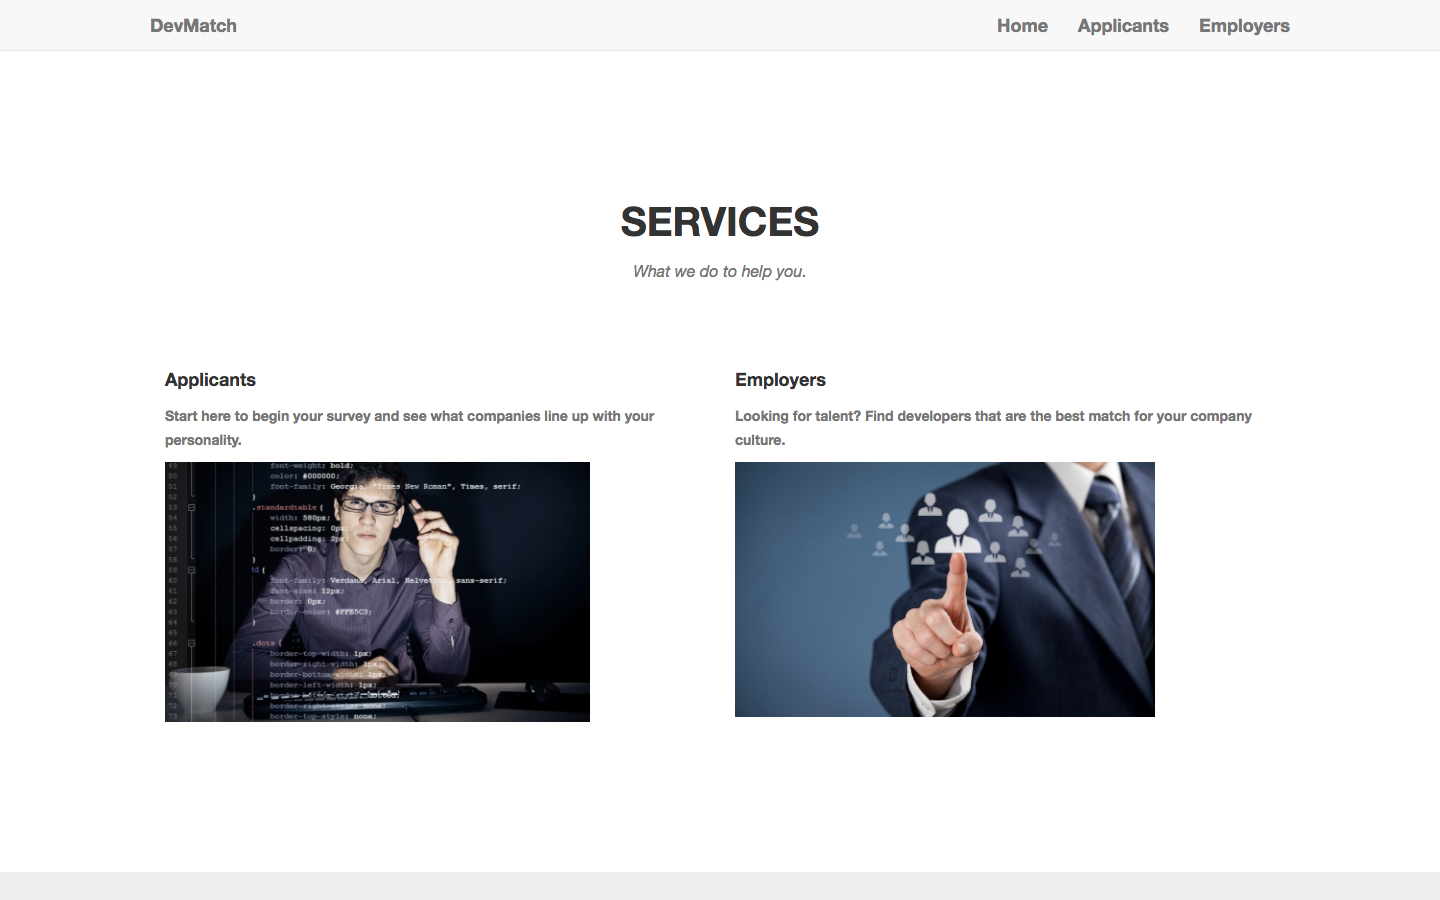 DevMatch Home Applicants Employers
SERVICES
What we do to help you.
Applicants
Start here to begin your survey and see what companies line up with your
personality.
49 font-weight: bold;
50 color: #000000;
51 font-family: Georgia, "Times New Roman", Times, serif;
52 }
53 .standardtable {
54 width: 580px;
55 cellspacing: 0px;
56 cellpadding: 2px;
57 border: 0;
58 }
59 td {
60 font-family: Verdana, Arial, Helvetica, sans-serif;
61 font-size: 12px;
62 border: 0px;
63 border-color: #FFE5C3;
64 }
65
66 .dots {
67 border-top-width: 1px;
68 border-right-width: 1px;
69 border-bottom-width: 1px;
70 border-left-width: 1px;
71
72 none;
73 border-top-style: none;
Employers
Looking for talent? Find developers that are the best match for your company
culture.